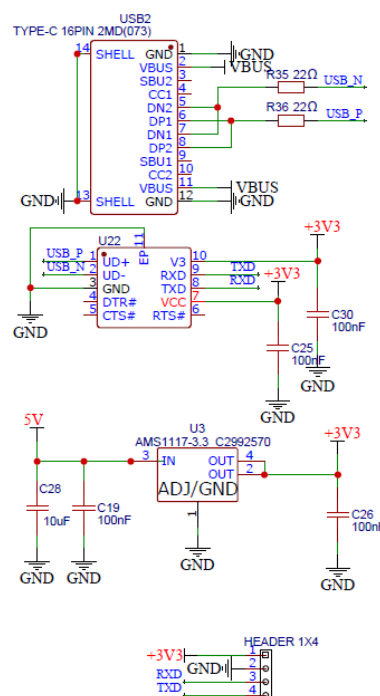 USB2
TYPE-C 16PIN 2MD(073)
14 SHELL GND 1 GND
VBUS 2 VBUS
SBU2 3
CC1 4
DN2 5
DP1 6
DN1 7
DP2 8
SBU1 9
CC2 10
VBUS 11 VBUS
GND 13 SHELL GND 12 GND
R35 22Ω USB_N
R36 22Ω USB_P
U22
11 EP
USB_P 1 UD+ V3 10 +3V3
USB_N 2 UD- RXD 9 TXD
3 GND TXD 8 RXD
4 DTR# VCC 7 +3V3
5 CTS# RTS# 6
GND
C30
100nF
GND
C25
100nF
GND
U3
AMS1117-3.3 C2992570
5V 3 IN OUT 4 +3V3
OUT 2
ADJ/GND
1
GND
C28
10uF
GND
C19
100nF
GND
C26
100nF
GND
HEADER 1X4
+3V3 1
GND 2
RXD 3
TXD 4